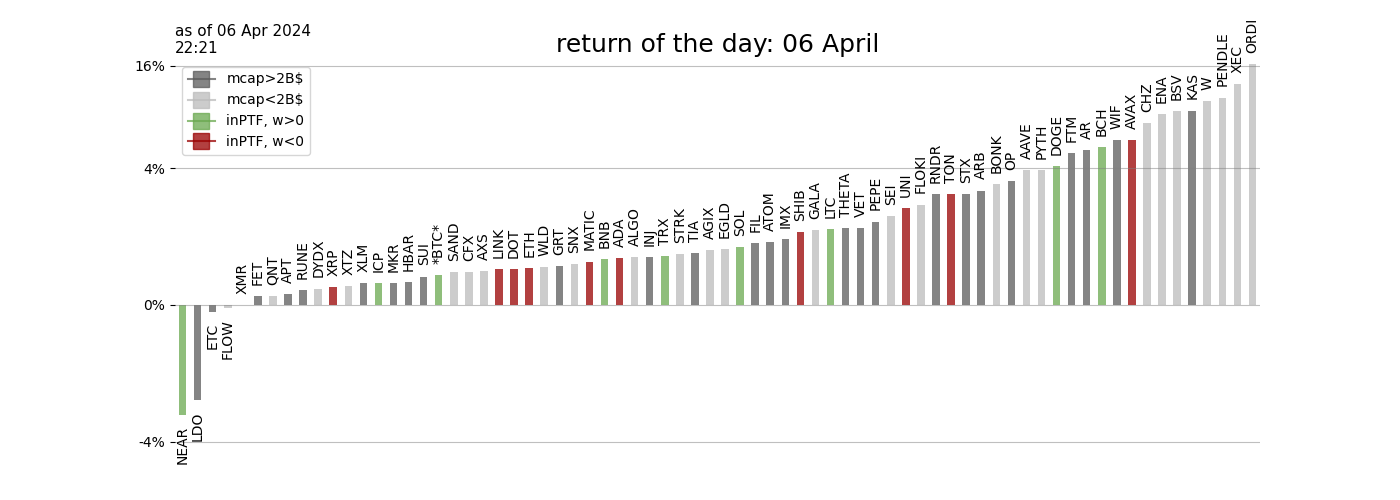 as of 06 Apr 2024
22:21
return of the day: 06 April
16%
4%
0%
-4%
mcap>2B$
mcap<2B$
inPTF, w>0
inPTF, w<0
NEAR
LDO
ETC
FLOW
XMR
FET
QNT
APT
RUNE
DYDX
XRP
XTZ
XLM
ICP
MKR
HBAR
SUI
*BTC*
SAND
CFX
AXS
LINK
DOT
ETH
WLD
GRT
SNX
MATIC
BNB
ADA
ALGO
INJ
TRX
STRK
TIA
AGIX
EGLD
SOL
FIL
ATOM
IMX
SHIB
GALA
LTC
THETA
VET
PEPE
SEI
UNI
FLOKI
RNDR
TON
STX
ARB
BONK
OP
AAVE
PYTH
DOGE
FTM
AR
BCH
WIF
AVAX
CHZ
ENA
BSV
KAS
W
PENDLE
XEC
ORDI